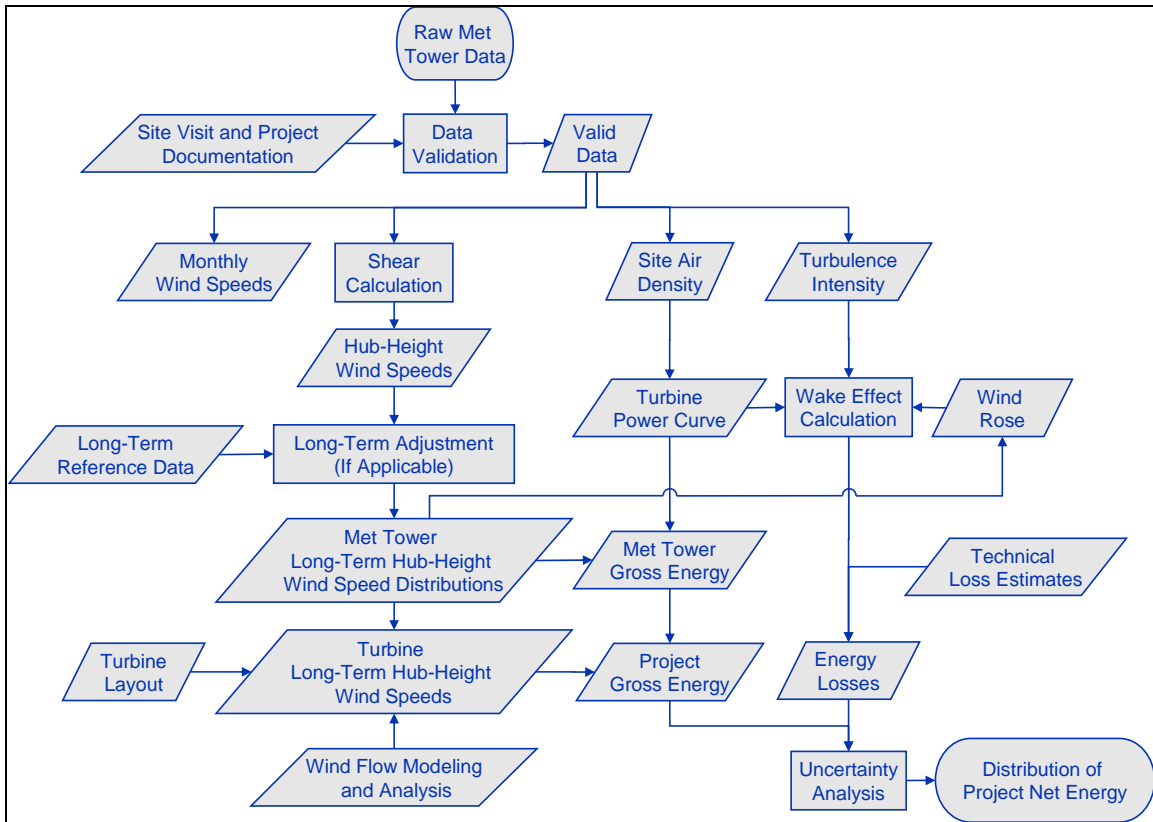 Raw Met
Tower Data
Site Visit and Project
Documentation
Data
Validation
Valid
Data
Monthly
Wind Speeds
Shear
Calculation
Site Air
Density
Turbulence
Intensity
Hub-Height
Wind Speeds
Turbine
Power Curve
Wake Effect
Calculation
Wind
Rose
Long-Term
Reference Data
Long-Term Adjustment
(If Applicable)
Met Tower
Long-Term Hub-Height
Wind Speed Distributions
Met Tower
Gross Energy
Technical
Loss Estimates
Turbine
Layout
Turbine
Long-Term Hub-Height
Wind Speeds
Project
Gross Energy
Energy
Losses
Wind Flow Modeling
and Analysis
Uncertainty
Analysis
Distribution of
Project Net Energy